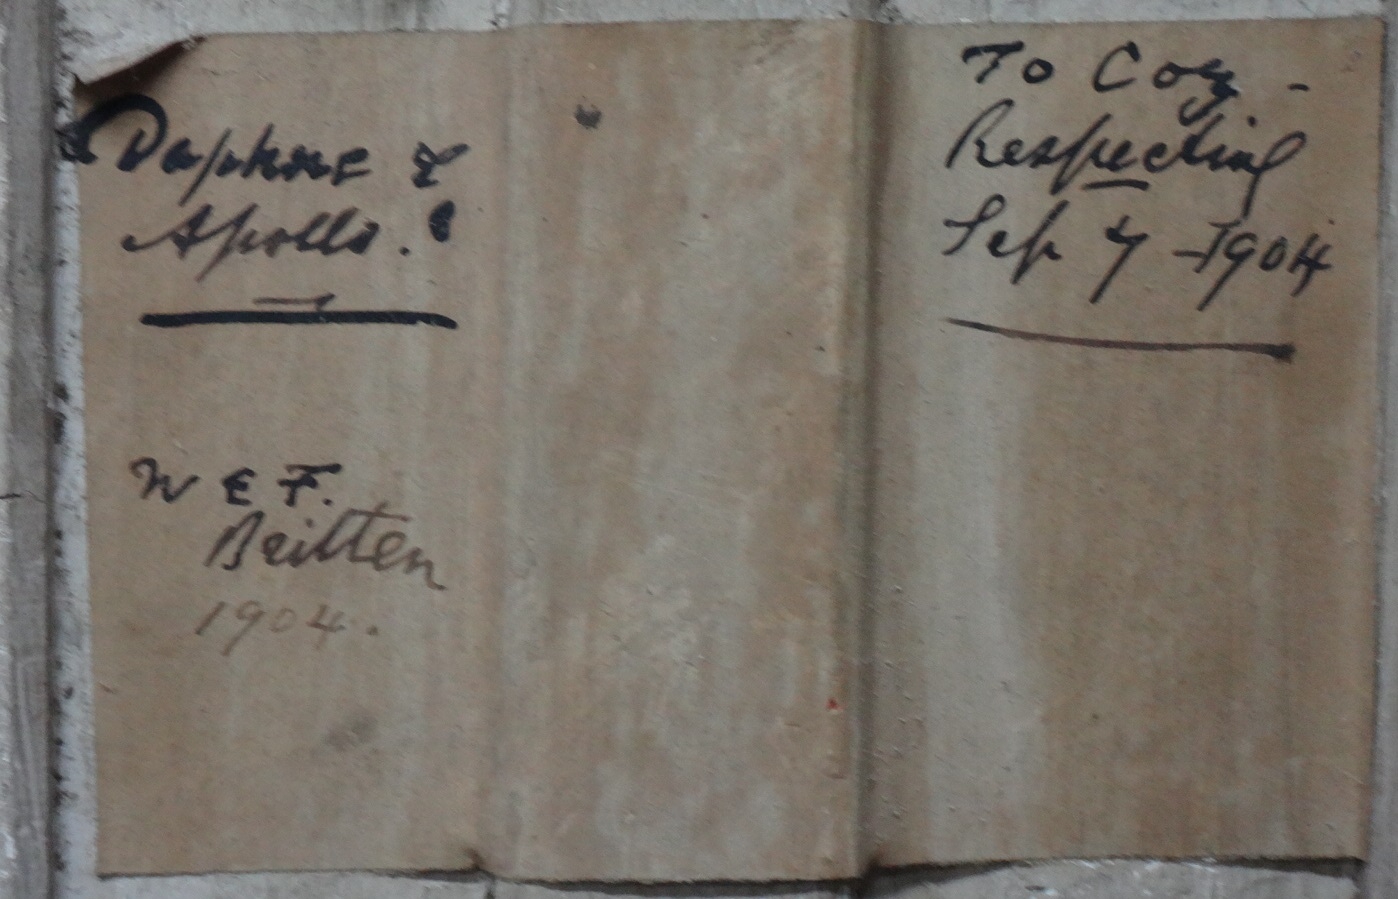 Daphne &
Apollo.
W E F.
Britten
1904.
To Coy -
Respecting
Sep 7 - 1904